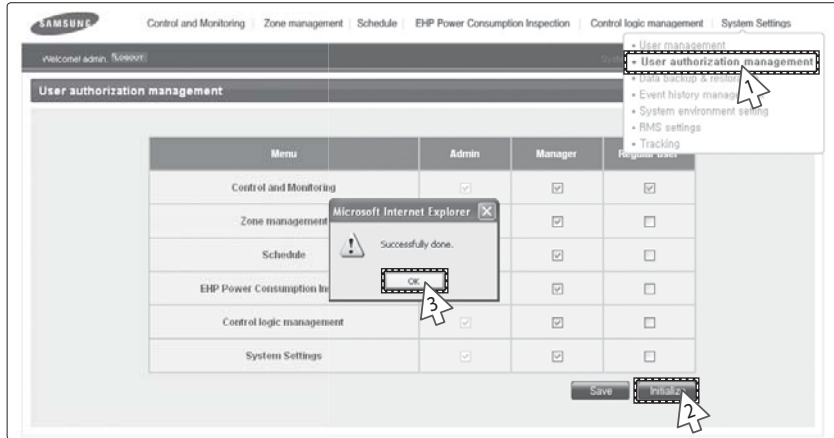 SAMSUNG Control and Monitoring Zone management Schedule EHP Power Consumption Inspection Control logic management System Settings
Welcome! admin. Logout
• User management
• User authorization management
• Data backup &
• Event history
• System environment setting
• RMS settings
• Tracking
1
User authorization management
Menu Admin Manager Regular user
Control and Monitoring
Zone management
Schedule
EHP Power Consumption
Control logic management
System Settings
Microsoft Internet Explorer
Successfully done.
OK
3
Save Initialize
2